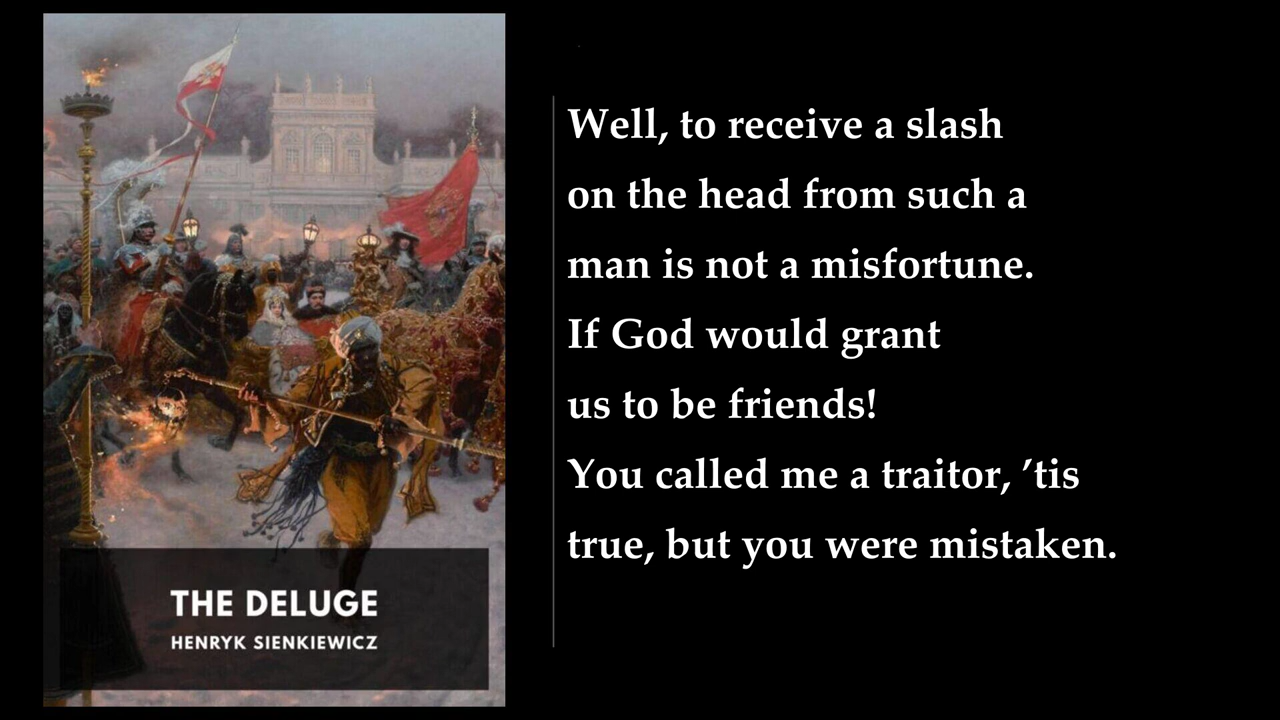 Well, to receive a slash
on the head from such a
man is not a misfortune.
If God would grant
us to be friends!
You called me a traitor, ’tis
true, but you were mistaken.
THE DELUGE
HENRYK SIENKIEWICZ